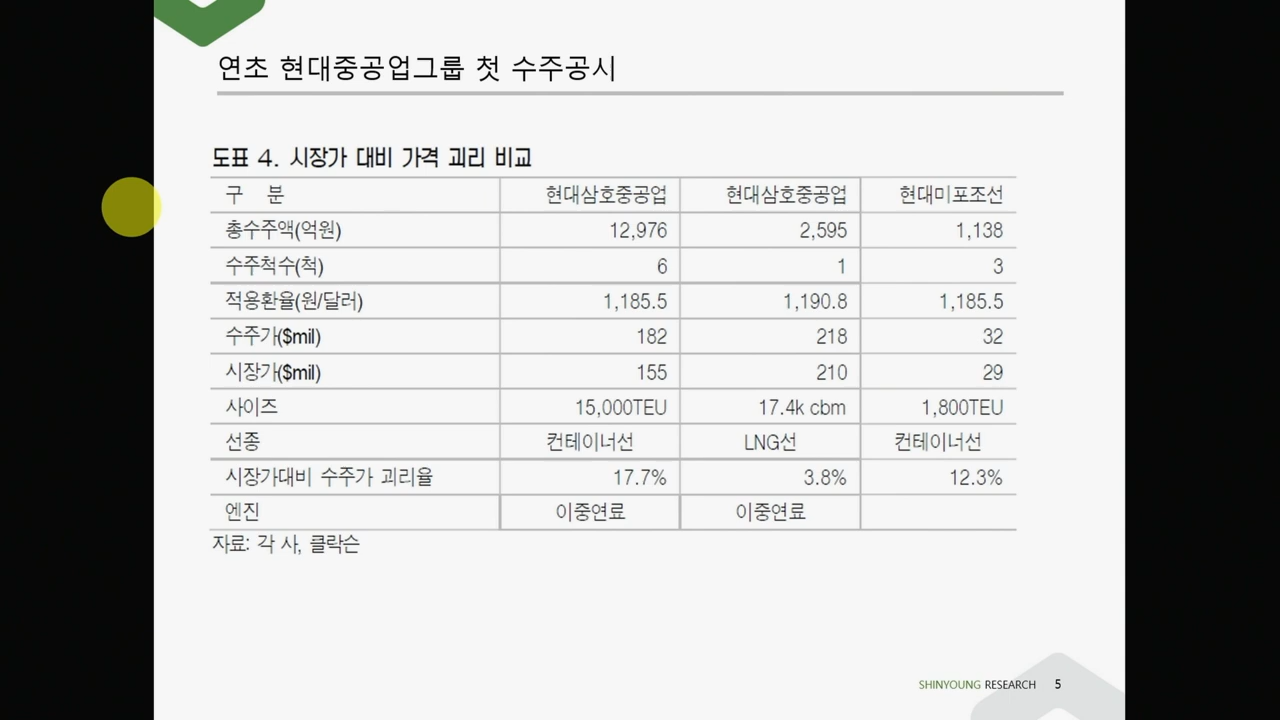 연초 현대중공업그룹 첫 수주공시
도표 4. 시장가 대비 가격 괴리 비교
구 분 현대삼호중공업 현대삼호중공업 현대미포조선
총수주액(억원) 12,976 2,595 1,138
수주척수(척) 6 1 3
적용환율(원/달러) 1,185.5 1,190.8 1,185.5
수주가($mil) 182 218 32
시장가($mil) 155 210 29
사이즈 15,000TEU 17.4k cbm 1,800TEU
선종 컨테이너선 LNG선 컨테이너선
시장가대비 수주가 괴리율 17.7% 3.8% 12.3%
엔진 이중연료 이중연료
자료: 각 사, 클락슨
SHINYOUNG RESEARCH 5